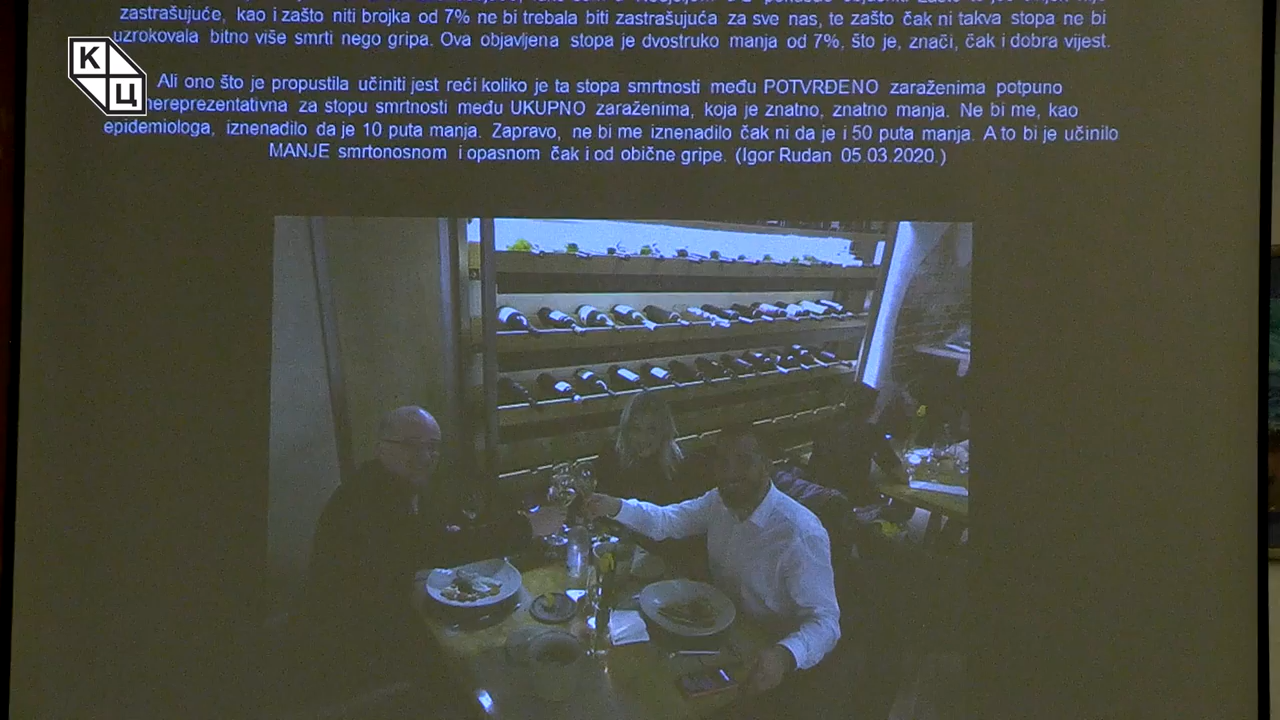 zastrašujuće, kao i zašto niti brojka od 7% ne bi trebala biti zastrašujuća za sve nas, te zašto čak ni takva stopa ne bi
uzrokovala bitno više smrti nego gripa. Ova objavljena stopa je dvostruko manja od 7%, što je, znači, čak i dobra vijest.
К
Ц
Ali ono što je propustila učiniti jest reći koliko je ta stopa smrtnosti među POTVRĐENO zaraženima potpuno
nereprezentativna za stopu smrtnosti među UKUPNO zaraženima, koja je znatno, znatno manja. Ne bi me, kao
epidemiologa, iznenadilo da je 10 puta manja. Zapravo, ne bi me iznenadilo čak ni da je i 50 puta manja. A to bi je učinilo
MANJE smrtonosnom i opasnom čak i od obične gripe. (Igor Rudan 05.03.2020.)